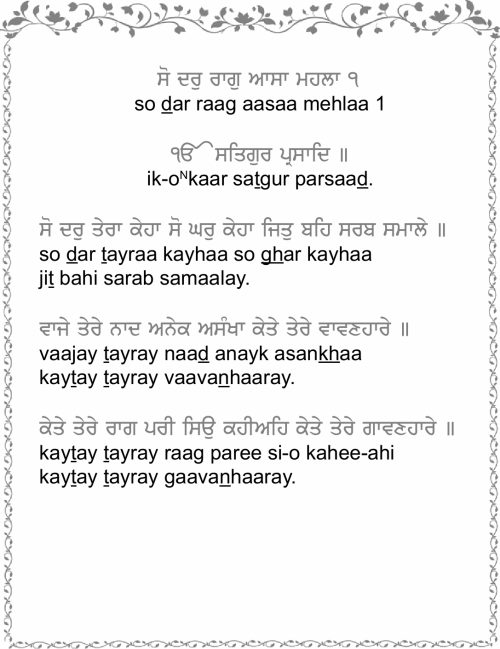 ਸੋ ਦਰੁ ਰਾਗੁ ਆਸਾ ਮਹਲਾ ੧
so dar raag aasaa mehlaa 1
ੴ ਸਤਿਗੁਰ ਪ੍ਰਸਾਦਿ ॥
ik-oᴺkaar satgur parsaad.
ਸੋ ਦਰੁ ਤੇਰਾ ਕੇਹਾ ਸੋ ਘਰੁ ਕੇਹਾ ਜਿਤੁ ਬਹਿ ਸਰਬ ਸਮਾਲੇ ॥
so dar tayraa kayhaa so ghar kayhaa
jit bahi sarab samaalay.
ਵਾਜੇ ਤੇਰੇ ਨਾਦ ਅਨੇਕ ਅਸੰਖਾ ਕੇਤੇ ਤੇਰੇ ਵਾਵਣਹਾਰੇ ॥
vaajay tayray naad anayk asankhaa
kaytay tayray vaavanhaaray.
ਕੇਤੇ ਤੇਰੇ ਰਾਗ ਪਰੀ ਸਿਉ ਕਹੀਅਹਿ ਕੇਤੇ ਤੇਰੇ ਗਾਵਣਹਾਰੇ ॥
kaytay tayray raag paree si-o kahee-ahi
kaytay tayray gaavanhaaray.